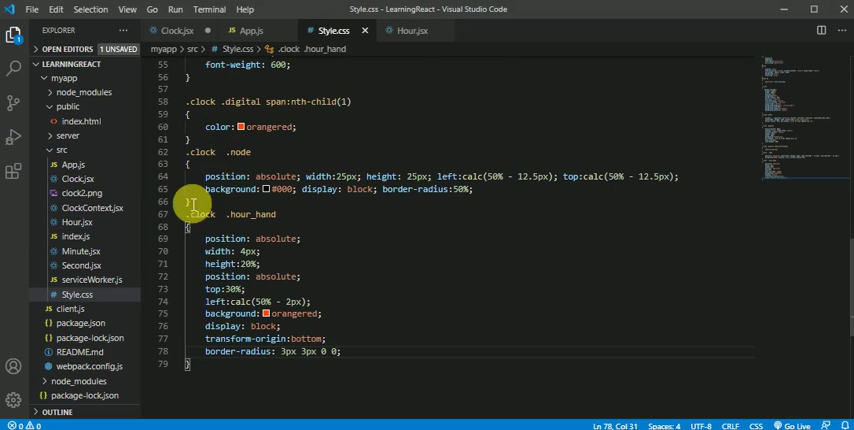 File Edit Selection View Go Run Terminal Help
Style.css - LearningReact - Visual Studio Code
EXPLORER
Clock.jsx
JS App.js
# Style.css
Hour.jsx
OPEN EDITORS 1 UNSAVED
myapp > src > # Style.css > .clock .hour_hand
LEARNINGREACT
myapp
node_modules
public
<> index.html
server
src
JS App.js
Clock.jsx
clock2.png
ClockContext.jsx
Hour.jsx
JS index.js
Minute.jsx
Second.jsx
JS serviceWorker.js
# Style.css
JS client.js
{} package.json
{} package-lock.json
README.md
webpack.config.js
node_modules
{} package-lock.json
OUTLINE
55 font-weight: 600;
56 }
57
58 .clock .digital span:nth-child(1)
59 {
60 color: orangered;
61 }
62 .clock .node
63 {
64 position: absolute; width:25px; height: 25px; left:calc(50% - 12.5px); top:calc(50% - 12.5px);
65 background: #000; display: block; border-radius:50%;
66 }
67 .clock .hour_hand
68 {
69 position: absolute;
70 width: 4px;
71 height:20%;
72 position: absolute;
73 top:30%;
74 left:calc(50% - 2px);
75 background: orangered;
76 display: block;
77 transform-origin:bottom;
78 border-radius: 3px 3px 0 0;
79 }
0 0
Ln 78, Col 31 Spaces: 4 UTF-8 CRLF CSS Go Live